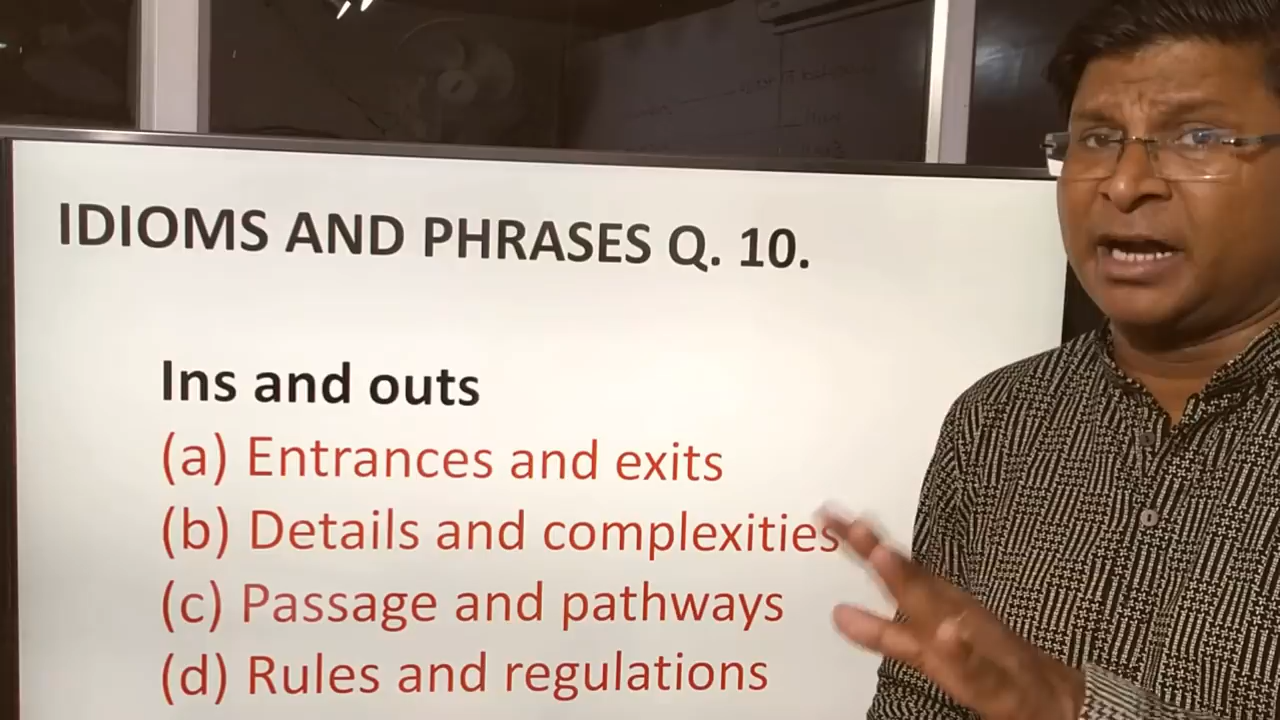 IDIOMS AND PHRASES Q. 10.
Ins and outs
(a) Entrances and exits
(b) Details and complexities
(c) Passage and pathways
(d) Rules and regulations